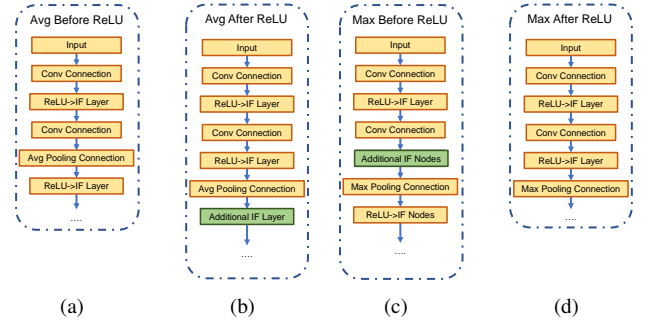 Avg Before ReLU
Input
Conv Connection
ReLU->IF Layer
Conv Connection
Avg Pooling Connection
ReLU->IF Layer
....
(a)
Avg After ReLU
Input
Conv Connection
ReLU->IF Layer
Conv Connection
ReLU->IF Layer
Avg Pooling Connection
Additional IF Layer
....
(b)
Max Before ReLU
Input
Conv Connection
ReLU->IF Layer
Conv Connection
Additional IF Nodes
Max Pooling Connection
ReLU->IF Nodes
....
(c)
Max After ReLU
Input
Conv Connection
ReLU->IF Layer
Conv Connection
ReLU->IF Layer
Max Pooling Connection
....
(d)